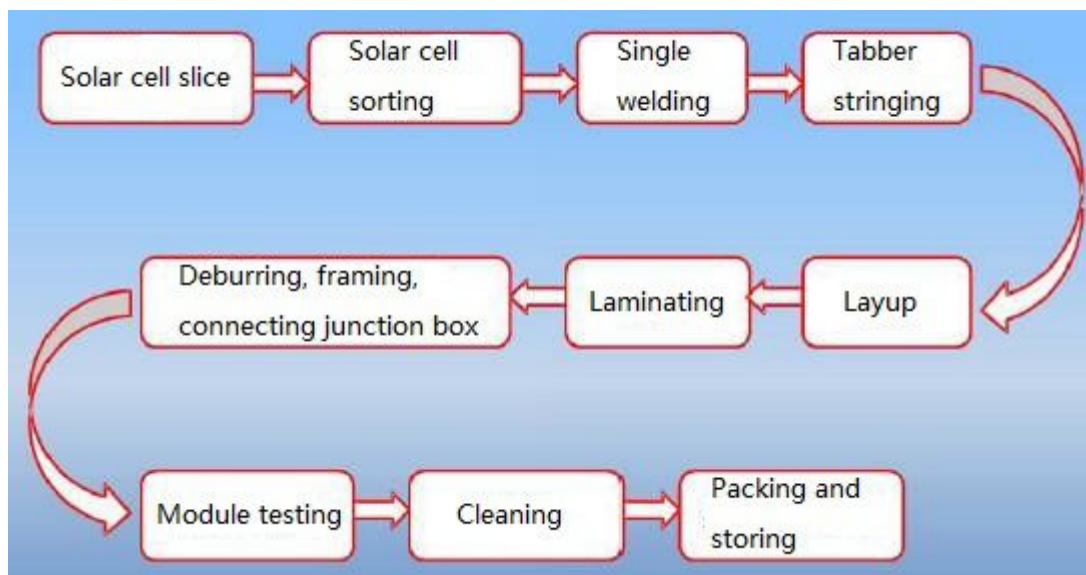 Solar cell slice
Solar cell
sorting
Single
welding
Tabber
stringing
Layup
Laminating
Deburring, framing,
connecting junction box
Module testing
Cleaning
Packing and
storing